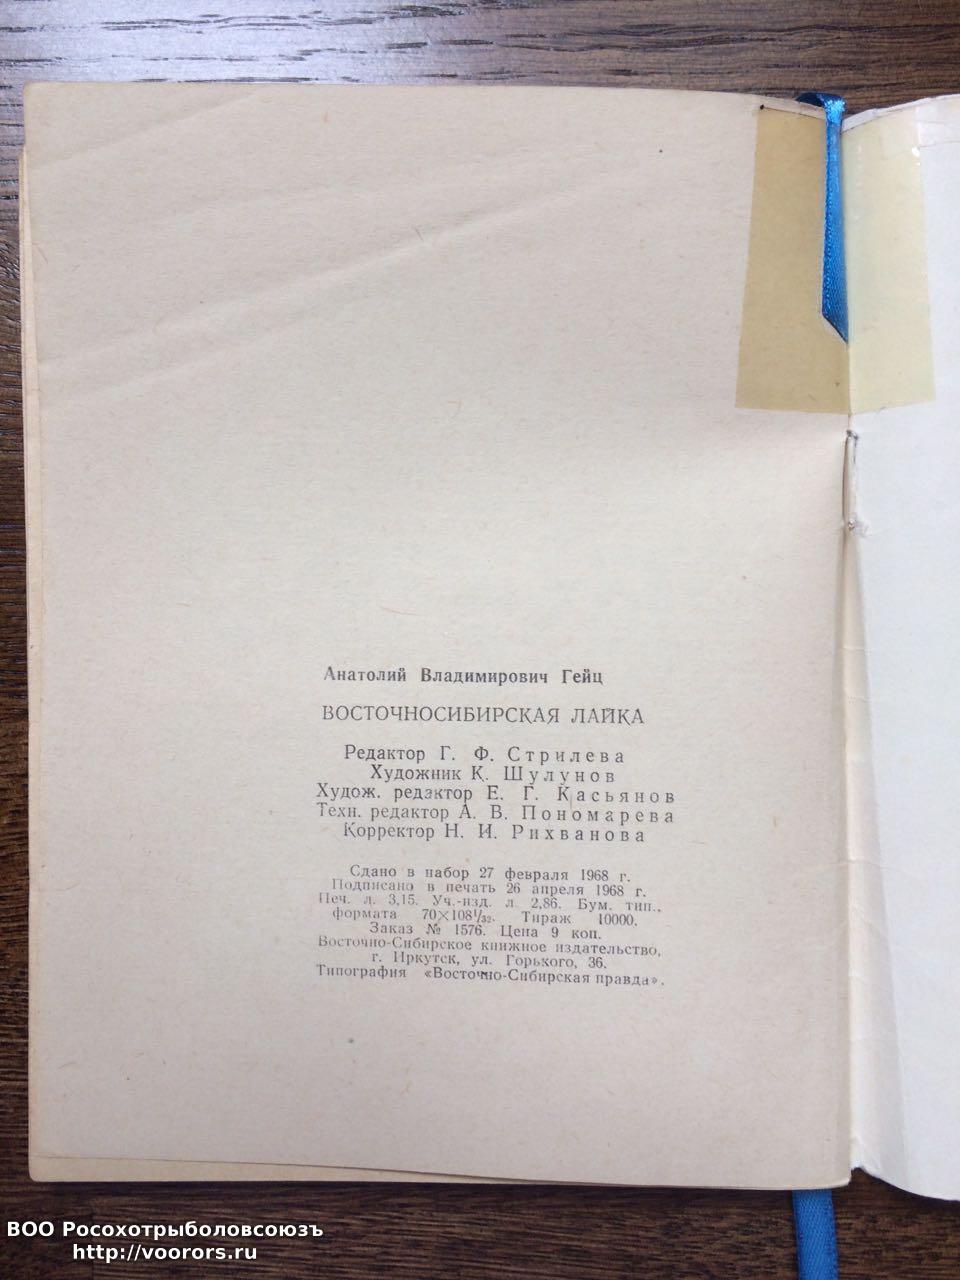 Анатолий Владимирович Гейц
ВОСТОЧНОСИБИРСКАЯ ЛАЙКА
Редактор Г. Ф. Стрилева
Художник К. Шулунов
Худож. редактор Е. Г. Касьянов
Техн. редактор А. В. Пономарева
Корректор Н. И. Рихванова
Сдано в набор 27 февраля 1968 г.
Подписано в печать 26 апреля 1968 г.
Печ. л. 3,15. Уч.-изд. л 2,86. Бум. тип.,
формата 70×108 1/32. Тираж 10000.
Заказ № 1576. Цена 9 коп.
Восточно-Сибирское книжное издательство,
г. Иркутск, ул. Горького, 36.
Типография «Восточно-Сибирская правда».
ВОО Росохотрыболовсоюзъ
http://voorors.ru